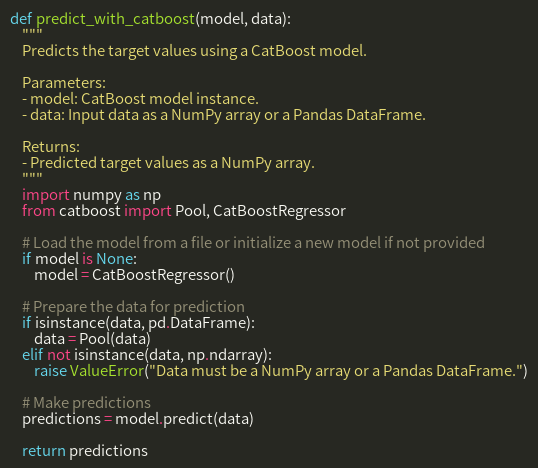 def predict_with_catboost(model, data):
    """
    Predicts the target values using a CatBoost model.

    Parameters:
    - model: CatBoost model instance.
    - data: Input data as a NumPy array or a Pandas DataFrame.

    Returns:
    - Predicted target values as a NumPy array.
    """
    import numpy as np
    from catboost import Pool, CatBoostRegressor

    # Load the model from a file or initialize a new model if not provided
    if model is None:
        model = CatBoostRegressor()

    # Prepare the data for prediction
    if isinstance(data, pd.DataFrame):
        data = Pool(data)
    elif not isinstance(data, np.ndarray):
        raise ValueError("Data must be a NumPy array or a Pandas DataFrame.")

    # Make predictions
    predictions = model.predict(data)

    return predictions